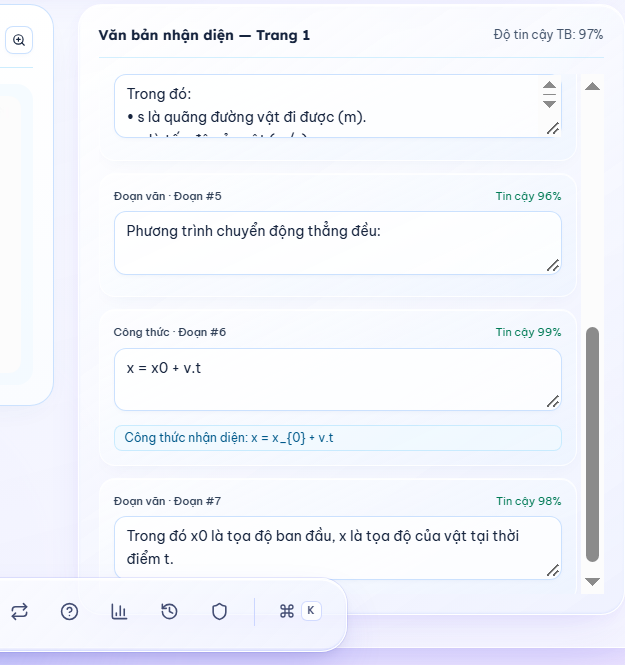 Văn bản nhận diện — Trang 1
Độ tin cậy TB: 97%
Trong đó:
• s là quãng đường vật đi được (m).
Đoạn văn · Đoạn #5
Tin cậy 96%
Phương trình chuyển động thẳng đều:
Công thức · Đoạn #6
Tin cậy 99%
x = x0 + v.t
Công thức nhận diện: x = x_{0} + v.t
Đoạn văn · Đoạn #7
Tin cậy 98%
Trong đó x0 là tọa độ ban đầu, x là tọa độ của vật tại thời
điểm t.
⌘ K